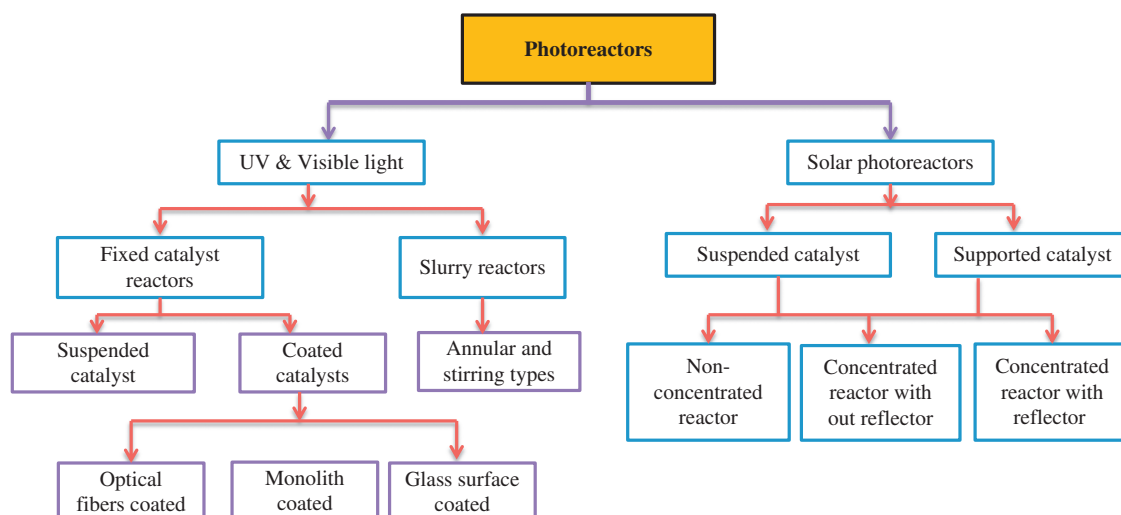 Photoreactors
UV & Visible light
Solar photoreactors
Fixed catalyst
reactors
Slurry reactors
Suspended catalyst
Supported catalyst
Suspended
catalyst
Coated
catalysts
Annular and
stirring types
Non-
concentrated
reactor
Concentrated
reactor with
out reflector
Concentrated
reactor with
reflector
Optical
fibers coated
Monolith
coated
Glass surface
coated